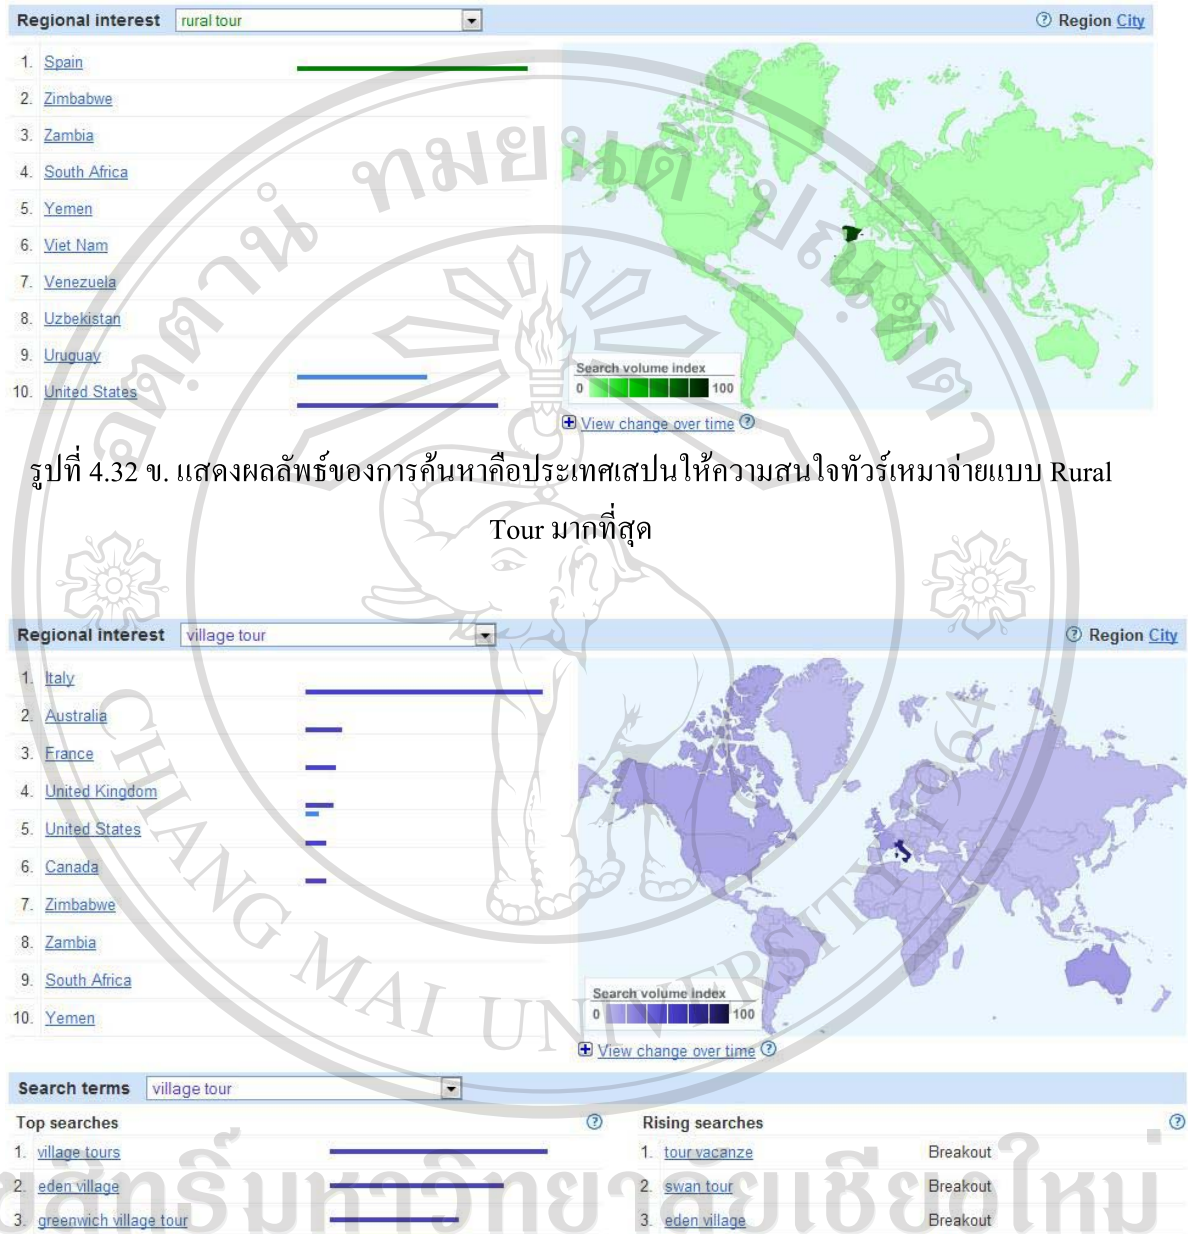 Regional interest rural tour Region City
1. Spain
2. Zimbabwe
3. Zambia
4. South Africa
5. Yemen
6. Viet Nam
7. Venezuela
8. Uzbekistan
9. Uruguay
10. United States
Search volume index
0 100
View change over time
รูปที่ 4.32 ข. แสดงผลลัพธ์ของการค้นหาคือประเทศเสปนให้ความสนใจทัวร์เหมาจ่ายแบบ Rural
Tour มากที่สุด
Regional interest village tour Region City
1. Italy
2. Australia
3. France
4. United Kingdom
5. United States
6. Canada
7. Zimbabwe
8. Zambia
9. South Africa
10. Yemen
Search volume index
0 100
View change over time
Search terms village tour
Top searches
1. village tours
2. eden village
3. greenwich village tour
Rising searches
1. tour vacanze Breakout
2. swan tour Breakout
3. eden village Breakout
CHIANG MAI UNIVERSITY 1964